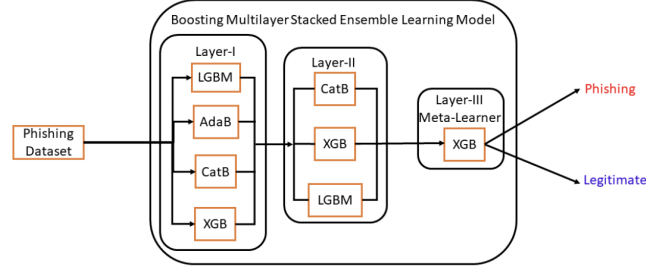 Boosting Multilayer Stacked Ensemble Learning Model
Layer-I
LGBM
AdaB
CatB
XGB
Layer-II
CatB
XGB
LGBM
Layer-III
Meta-Learner
XGB
Phishing
Dataset
Phishing
Legitimate